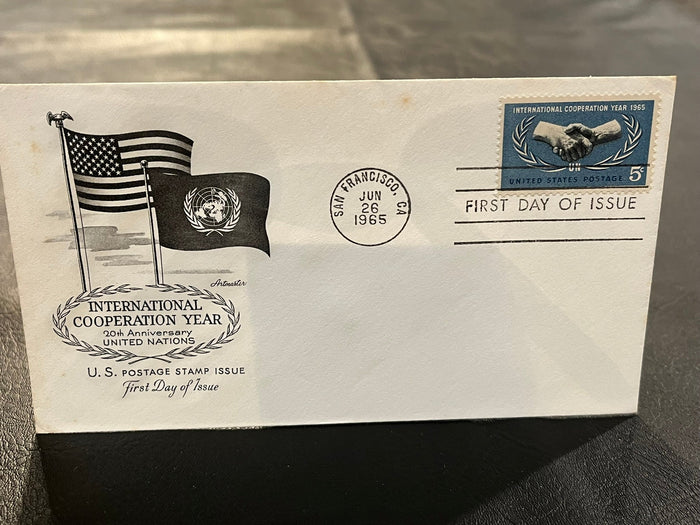 INTERNATIONAL COOPERATION YEAR 1965
UN
UNITED STATES POSTAGE 5¢
SAN FRANCISCO, CA
JUN
26
1965
FIRST DAY OF ISSUE
Artmaster
INTERNATIONAL
COOPERATION YEAR
20th Anniversary
UNITED NATIONS
U.S. POSTAGE STAMP ISSUE
First Day of Issue